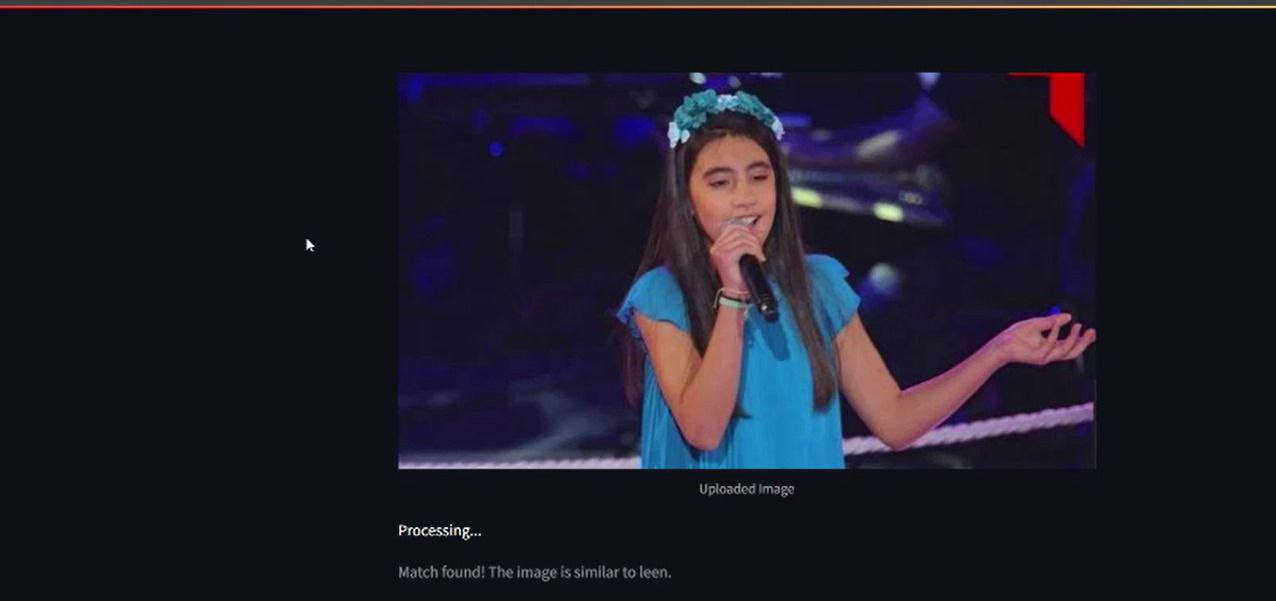 Uploaded Image
Processing...
Match found! The image is similar to leen.